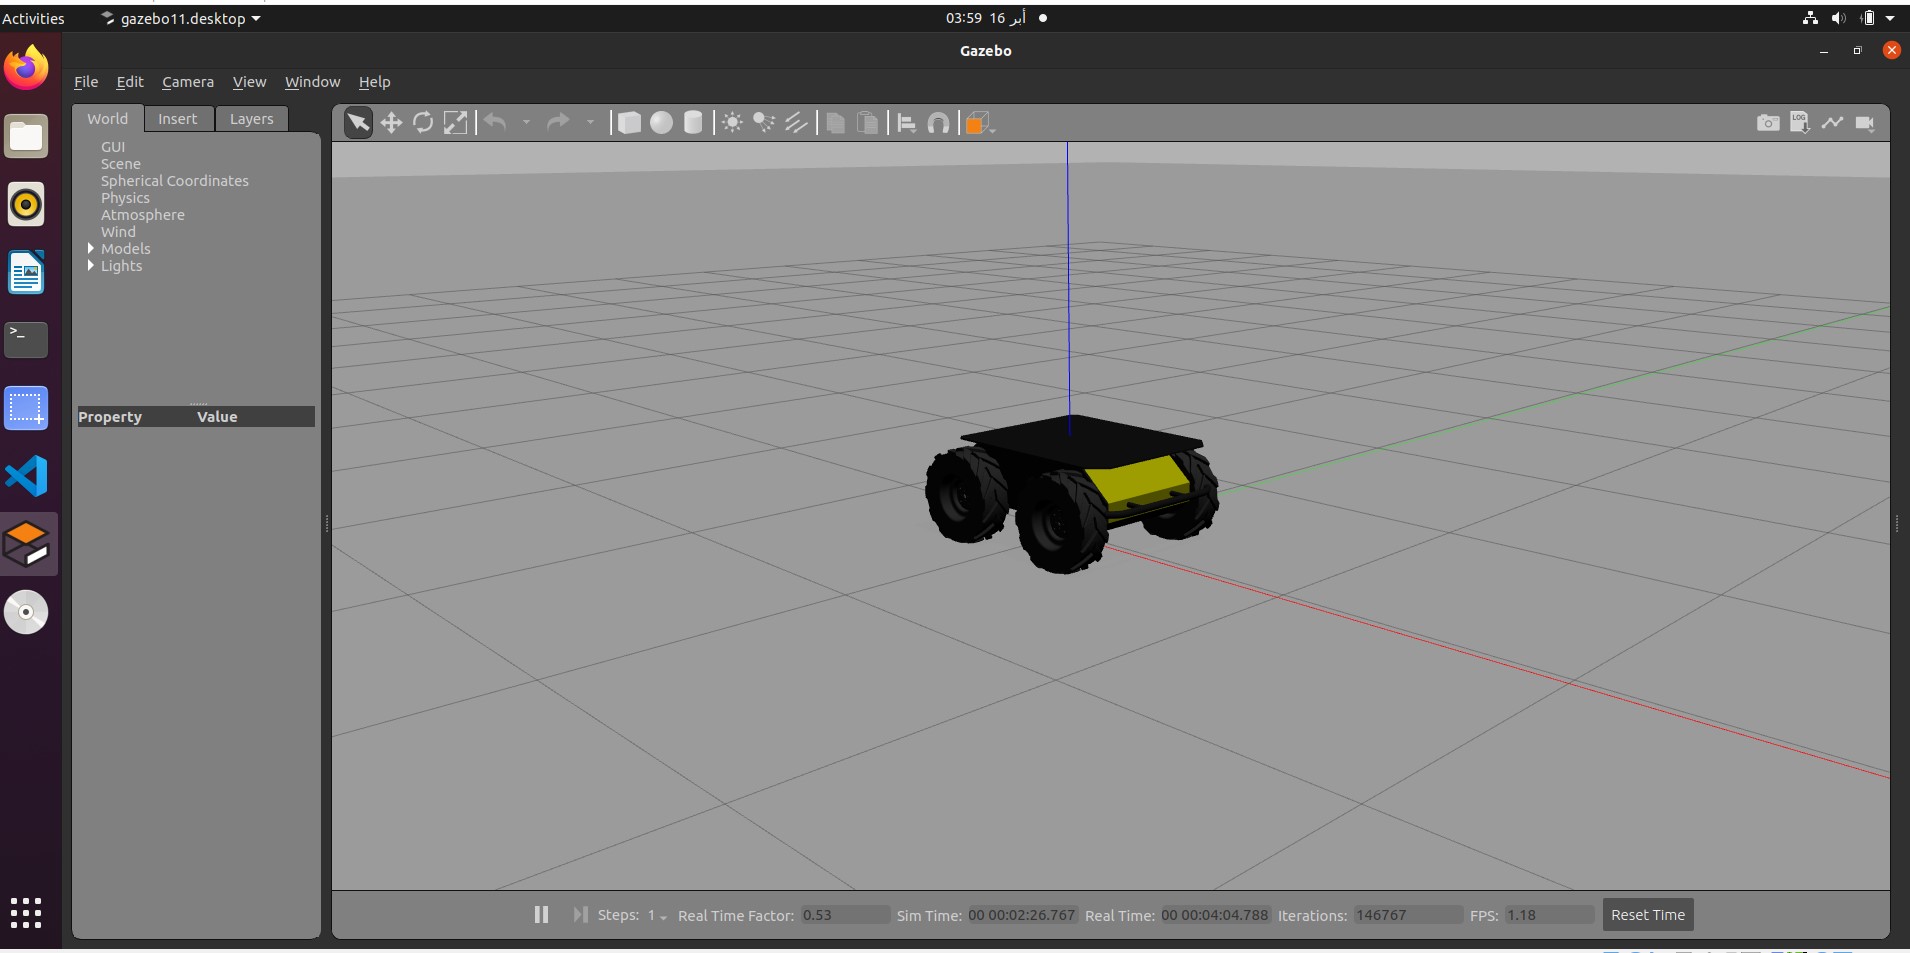 Activities gazebo11.desktop 03:59 16 أبر
Gazebo
File Edit Camera View Window Help
World Insert Layers
LOG
GUI
Scene
Spherical Coordinates
Physics
Atmosphere
Wind
Models
Lights
>_
Property Value
Steps: 1 Real Time Factor: 0.53 Sim Time: 00 00:02:26.767 Real Time: 00 00:04:04.788 Iterations: 146767 FPS: 1.18 Reset Time